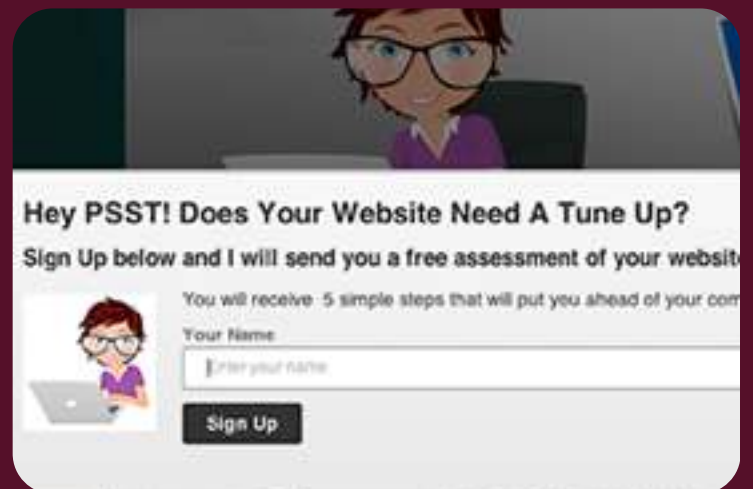 Hey PSST! Does Your Website Need A Tune Up?
Sign Up below and I will send you a free assessment of your websit
You will receive 5 simple steps that will put you ahead of your com
Your Name
Enter your name
Sign Up